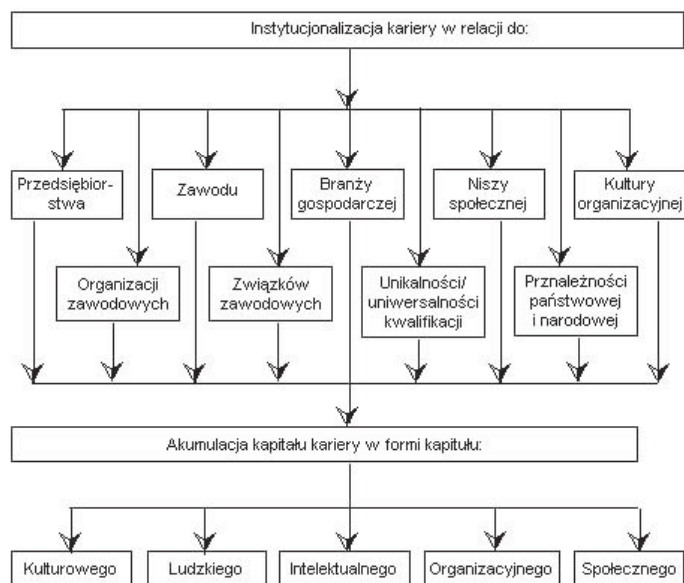 Instytucjonalizacja kariery w relacji do:
Przedsiębior-
stwa
Zawodu
Branży
gospodarczej
Niszy
społecznej
Kultury
organizacyjnej
Organizacji
zawodowych
Związków
zawodowych
Unikalności/
uniwersalności
kwalifikacji
Prznależności
państwowej
i narodowej
Akumulacja kapitału kariery w formi kapitułu:
Kulturowego
Ludzkiego
Intelektualnego
Organizacyjnego
Społecznego